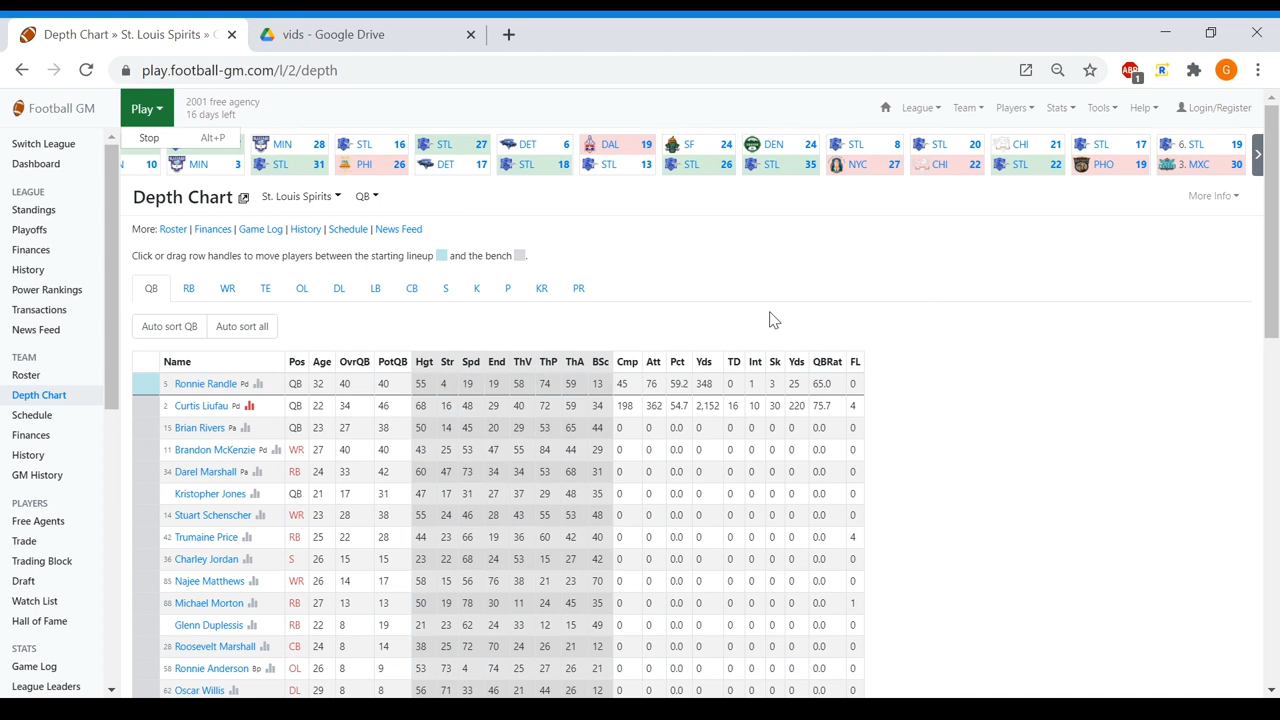 Depth Chart » St. Louis Spirits » vids - Google Drive
play.football-gm.com/l/2/depth ABP 1 R G
Football GM Play 2001 free agency League Team Players Stats Tools Help Login/Register
16 days left
Stop Alt+P
MIN 28 STL 16 STL 27 DET 6 DAL 19 SF 24 DEN 24 STL 8 STL 20 CHI 21 STL 17 6. STL 19
N 10 MIN 3 STL 31 PHI 26 DET 17 STL 18 STL 13 STL 26 STL 35 NYC 27 CHI 22 STL 22 PHO 19 3. MXC 30
Switch League
Dashboard
LEAGUE
Standings
Playoffs
Finances
History
Power Rankings
Transactions
News Feed
TEAM
Roster
Depth Chart
Schedule
Finances
History
GM History
PLAYERS
Free Agents
Trade
Trading Block
Draft
Watch List
Hall of Fame
STATS
Game Log
League Leaders
Depth Chart St. Louis Spirits QB More Info
More: Roster | Finances | Game Log | History | Schedule | News Feed
Click or drag row handles to move players between the starting lineup and the bench .
QB RB WR TE OL DL LB CB S K P KR PR
Auto sort QB Auto sort all
Name Pos Age OvrQB PotQB Hgt Str Spd End ThV ThP ThA BSc Cmp Att Pct Yds TD Int Sk Yds QBRat FL
5 Ronnie Randle Pd QB 32 40 40 55 4 19 19 58 74 59 13 45 76 59.2 348 0 1 3 25 65.0 0
2 Curtis Liufau Pd QB 22 34 46 68 16 48 29 40 72 59 34 198 362 54.7 2,152 16 10 30 220 75.7 4
15 Brian Rivers Pa QB 23 27 38 50 14 45 20 29 53 65 44 0 0 0.0 0 0 0 0 0 0.0 0
11 Brandon McKenzie Pd WR 27 40 40 43 25 53 47 55 84 44 29 0 0 0.0 0 0 0 0 0 0.0 0
34 Darel Marshall Pa RB 24 33 42 60 47 73 34 34 53 68 31 0 0 0.0 0 0 0 0 0 0.0 0
Kristopher Jones QB 21 17 31 47 17 31 27 37 29 48 35 0 0 0.0 0 0 0 0 0 0.0 0
14 Stuart Schenscher WR 23 28 38 55 24 46 28 43 55 53 48 0 0 0.0 0 0 0 0 0 0.0 0
42 Trumaine Price RB 25 22 28 44 23 66 19 36 60 42 40 0 0 0.0 0 0 0 0 0 0.0 4
36 Charley Jordan S 26 15 15 23 22 68 24 53 15 27 42 0 0 0.0 0 0 0 0 0 0.0 0
85 Najee Matthews WR 26 14 17 58 15 56 76 38 21 23 70 0 0 0.0 0 0 0 0 0 0.0 0
88 Michael Morton RB 27 13 13 50 19 78 30 11 24 45 35 0 0 0.0 0 0 0 0 0 0.0 1
Glenn Duplessis RB 22 8 19 21 23 62 24 33 12 15 49 0 0 0.0 0 0 0 0 0 0.0 0
28 Roosevelt Marshall CB 24 8 14 38 25 72 70 24 26 21 12 0 0 0.0 0 0 0 0 0 0.0 0
58 Ronnie Anderson Bp OL 26 8 9 53 73 4 74 25 27 26 21 0 0 0.0 0 0 0 0 0 0.0 0
62 Oscar Willis DL 29 8 8 56 71 33 46 21 44 26 12 0 0 0.0 0 0 0 0 0 0.0 0